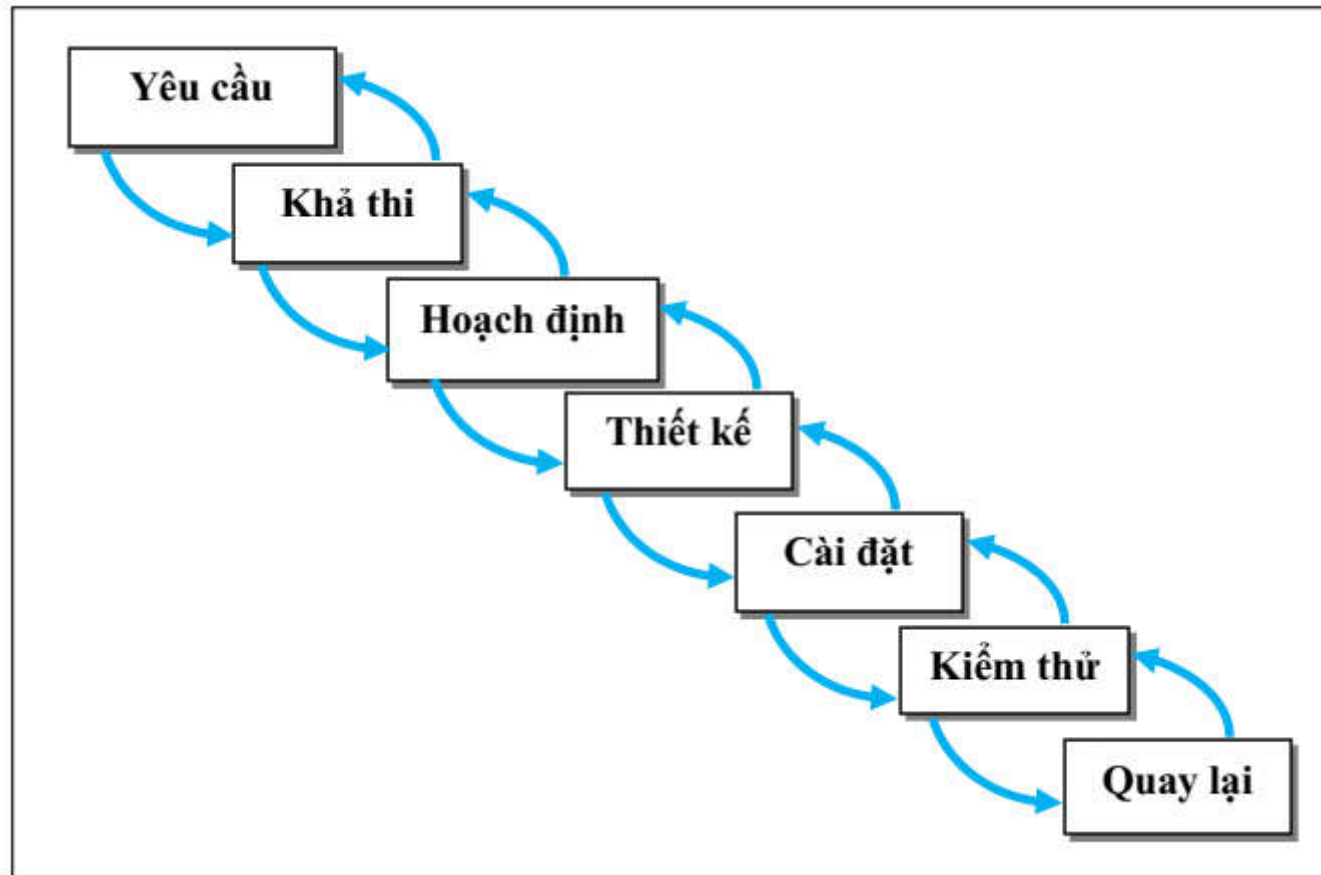 Yêu cầu
Khả thi
Hoạch định
Thiết kế
Cài đặt
Kiểm thử
Quay lại